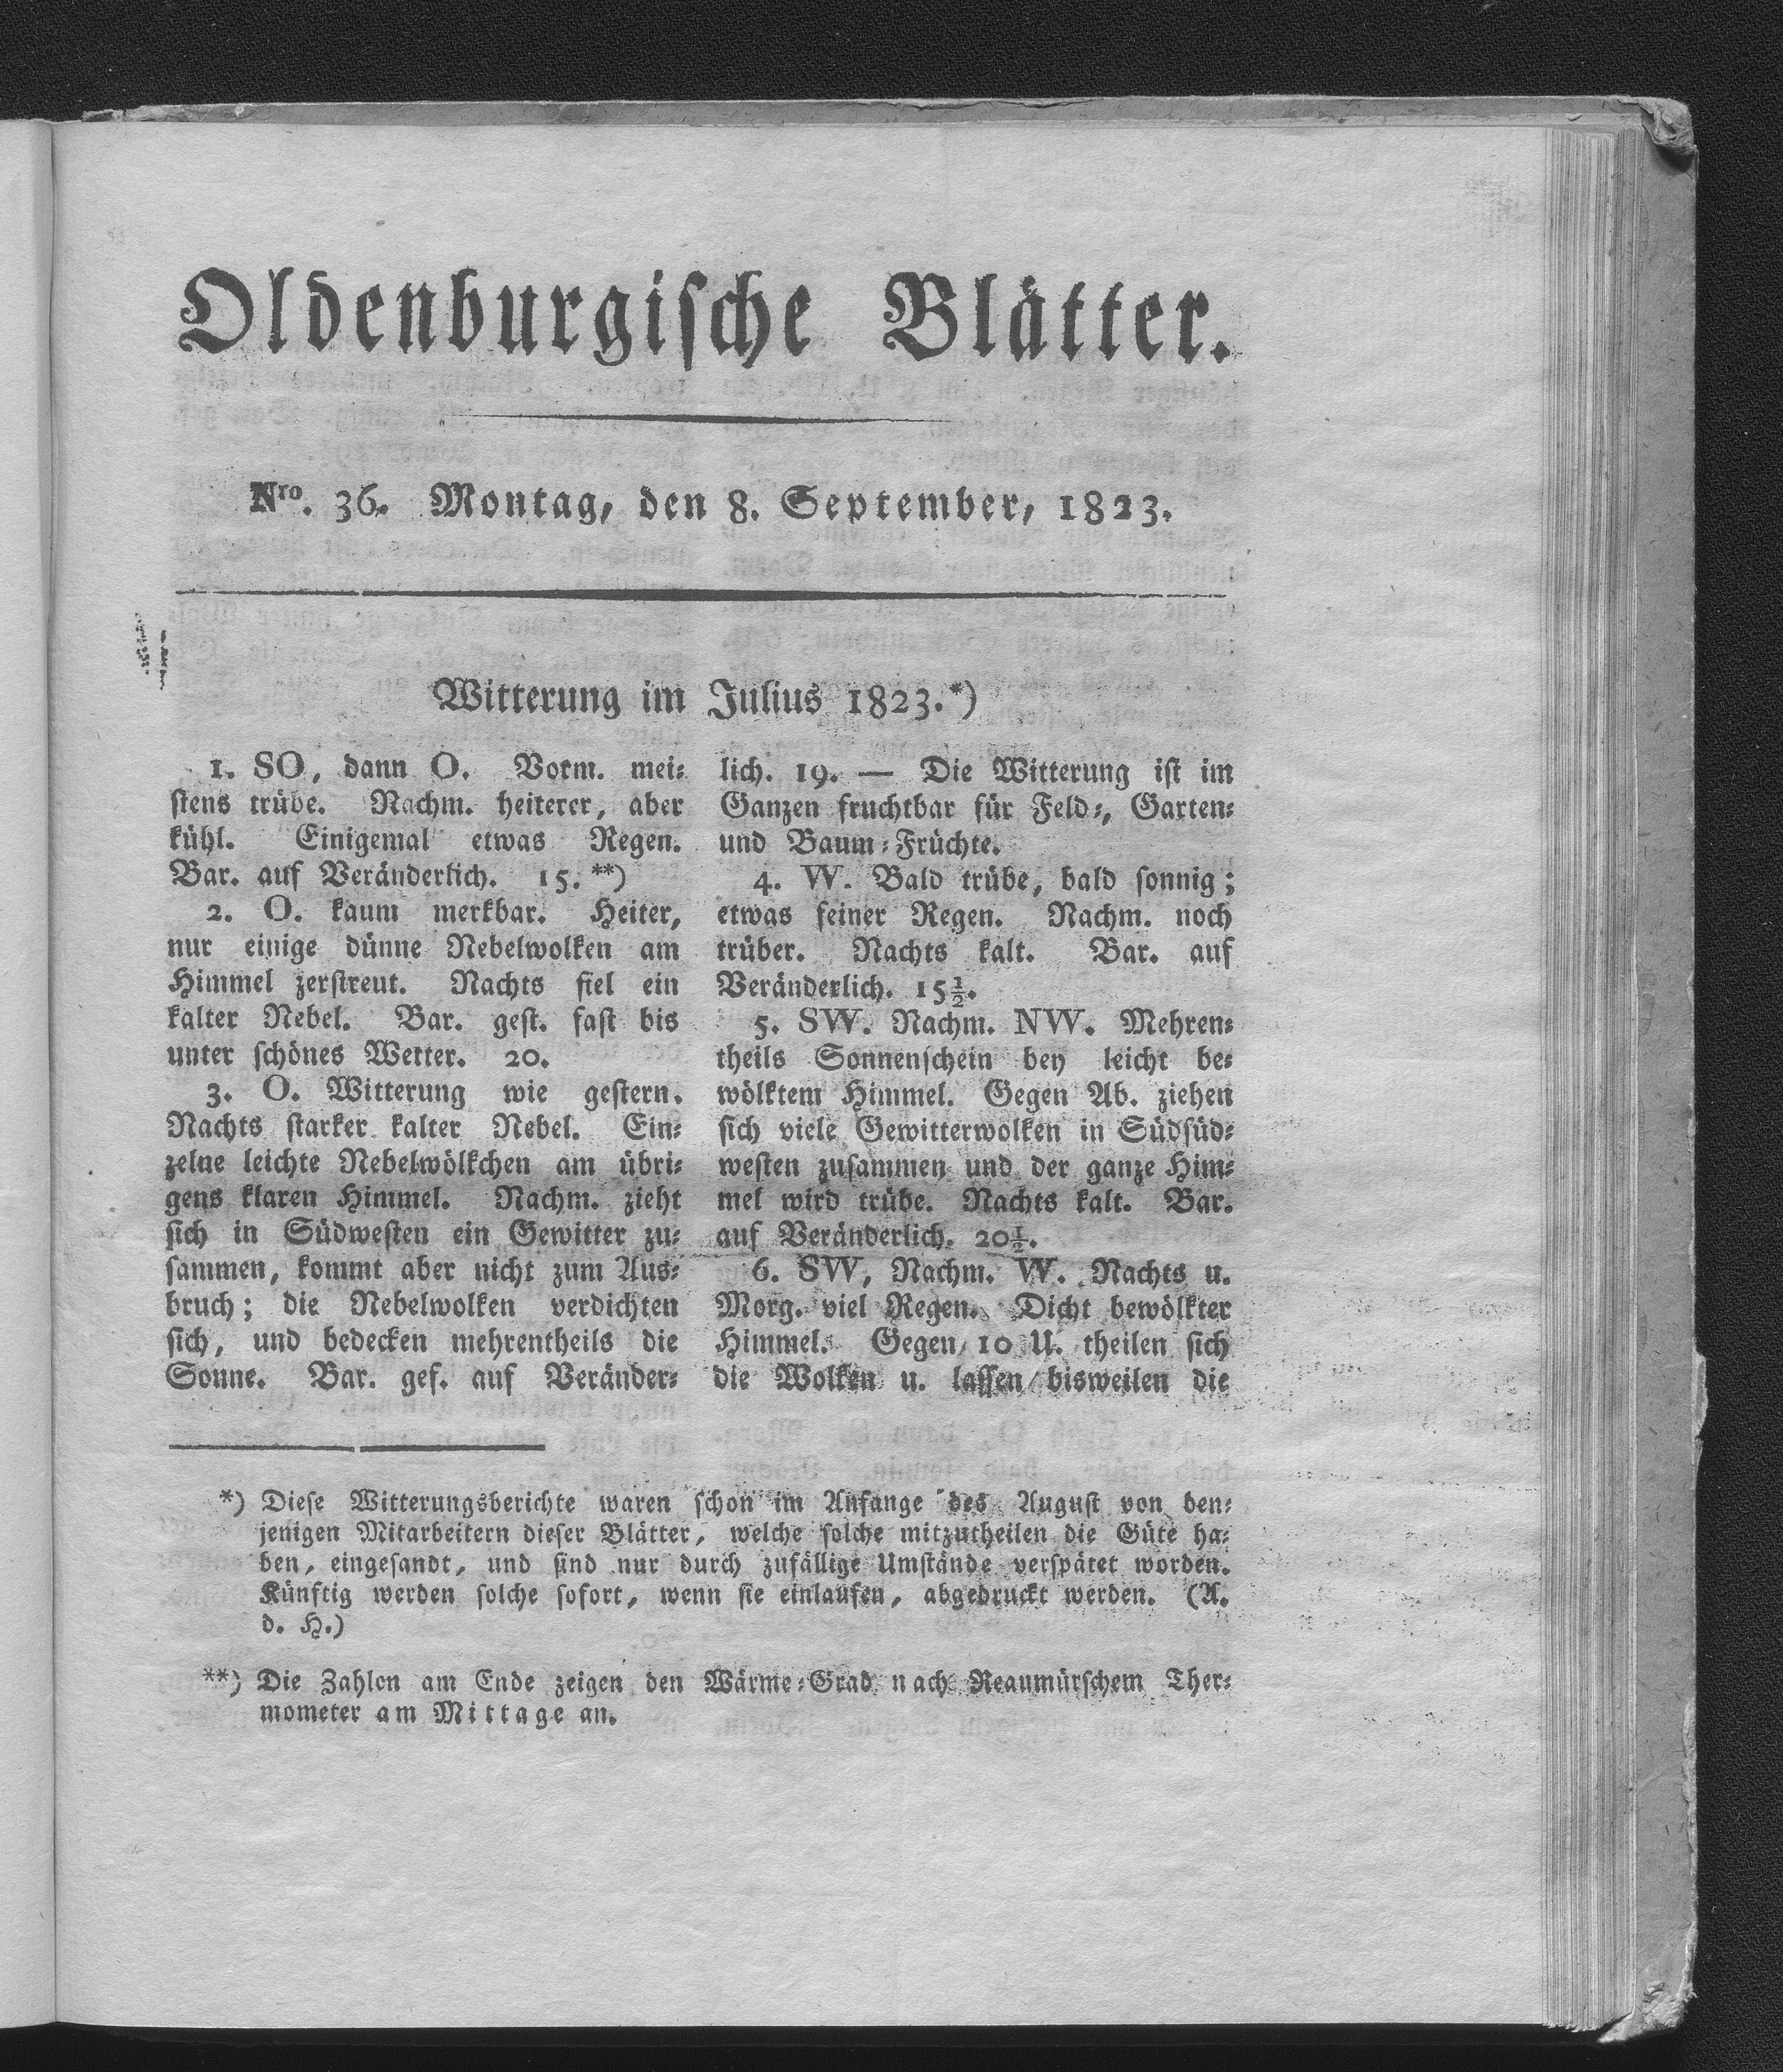 Oldenburgische Blätter.
Nro. 36. Montag, den 8. September, 1823.
Witterung im Julius 1823.*)
1. SO, dann O. Vorm. mei-
stens trübe. Nachm. heiterer, aber
kühl. Einigemal etwas Regen.
Bar. auf Veränderlich. 15.**)
2. O. kaum merkbar. Heiter,
nur einige dünne Nebelwolken am
Himmel zerstreut. Nachts fiel ein
kalter Nebel. Bar. gest. fast bis
unter schönes Wetter. 20.
3. O. Witterung wie gestern.
Nachts starker kalter Nebel. Ein-
zelne leichte Nebelwölkchen am übri-
gens klaren Himmel. Nachm. zieht
sich in Südwesten ein Gewitter zu-
sammen, kommt aber nicht zum Aus-
bruch; die Nebelwolken verdichten
sich, und bedecken mehrentheils die
Sonne. Bar. gef. auf Veränder-
lich. 19. — Die Witterung ist im
Ganzen fruchtbar für Feld-, Garten-
und Baum-Früchte.
4. W. Bald trübe, bald sonnig;
etwas feiner Regen. Nachm. noch
trüber. Nachts kalt. Bar. auf
Veränderlich. 15½.
5. SW. Nachm. NW. Mehren-
theils Sonnenschein bey leicht be-
wölktem Himmel. Gegen Ab. ziehen
sich viele Gewitterwolken in Südsüd-
westen zusammen und der ganze Him-
mel wird trübe. Nachts kalt. Bar.
auf Veränderlich. 20½.
6. SW, Nachm. W. Nachts u.
Morg. viel Regen. Dicht bewölkter
Himmel. Gegen 10 U. theilen sich
die Wolken u. lassen bisweilen die
*) Diese Witterungsberichte waren schon im Anfange des August von den-
jenigen Mitarbeitern dieser Blätter, welche solche mitzutheilen die Güte ha-
ben, eingesandt, und sind nur durch zufällige Umstände verspätet worden.
Künftig werden solche sofort, wenn sie einlaufen, abgedruckt werden. (A.
d. H.)
**) Die Zahlen am Ende zeigen den Wärme-Grad nach Reaumürschem Ther-
mometer am Mittage an.